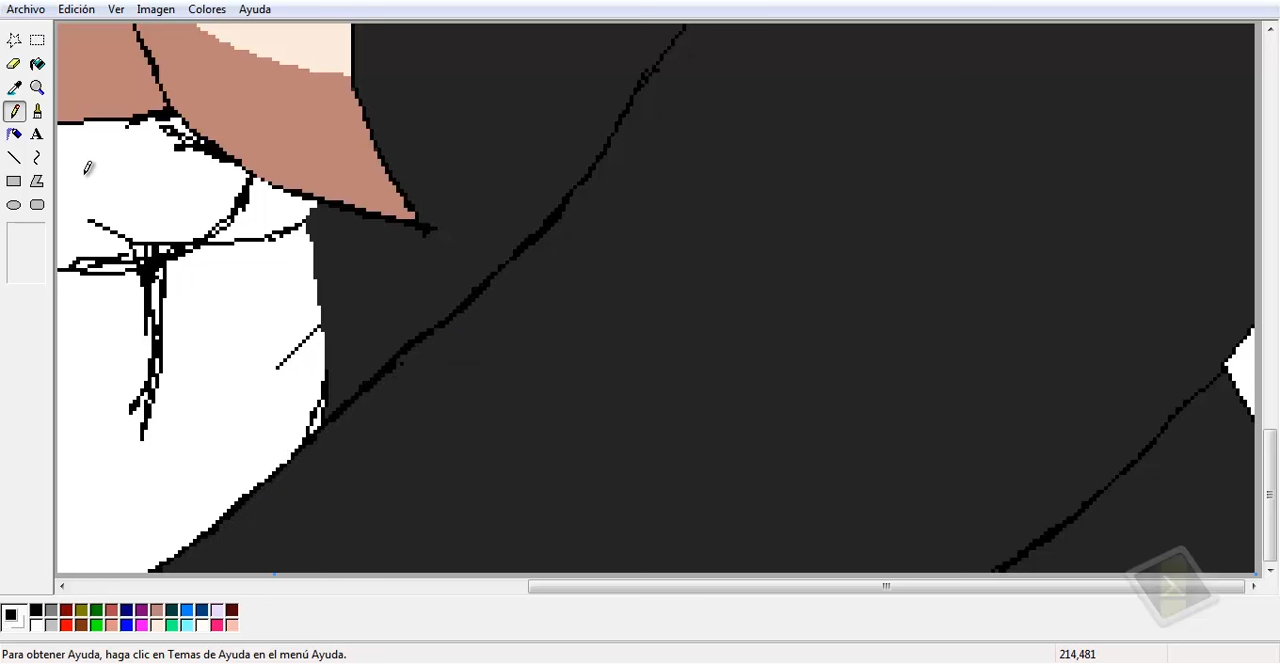 Archivo Edición Ver Imagen Colores Ayuda
A
Para obtener Ayuda, haga clic en Temas de Ayuda en el menú Ayuda. 214,481